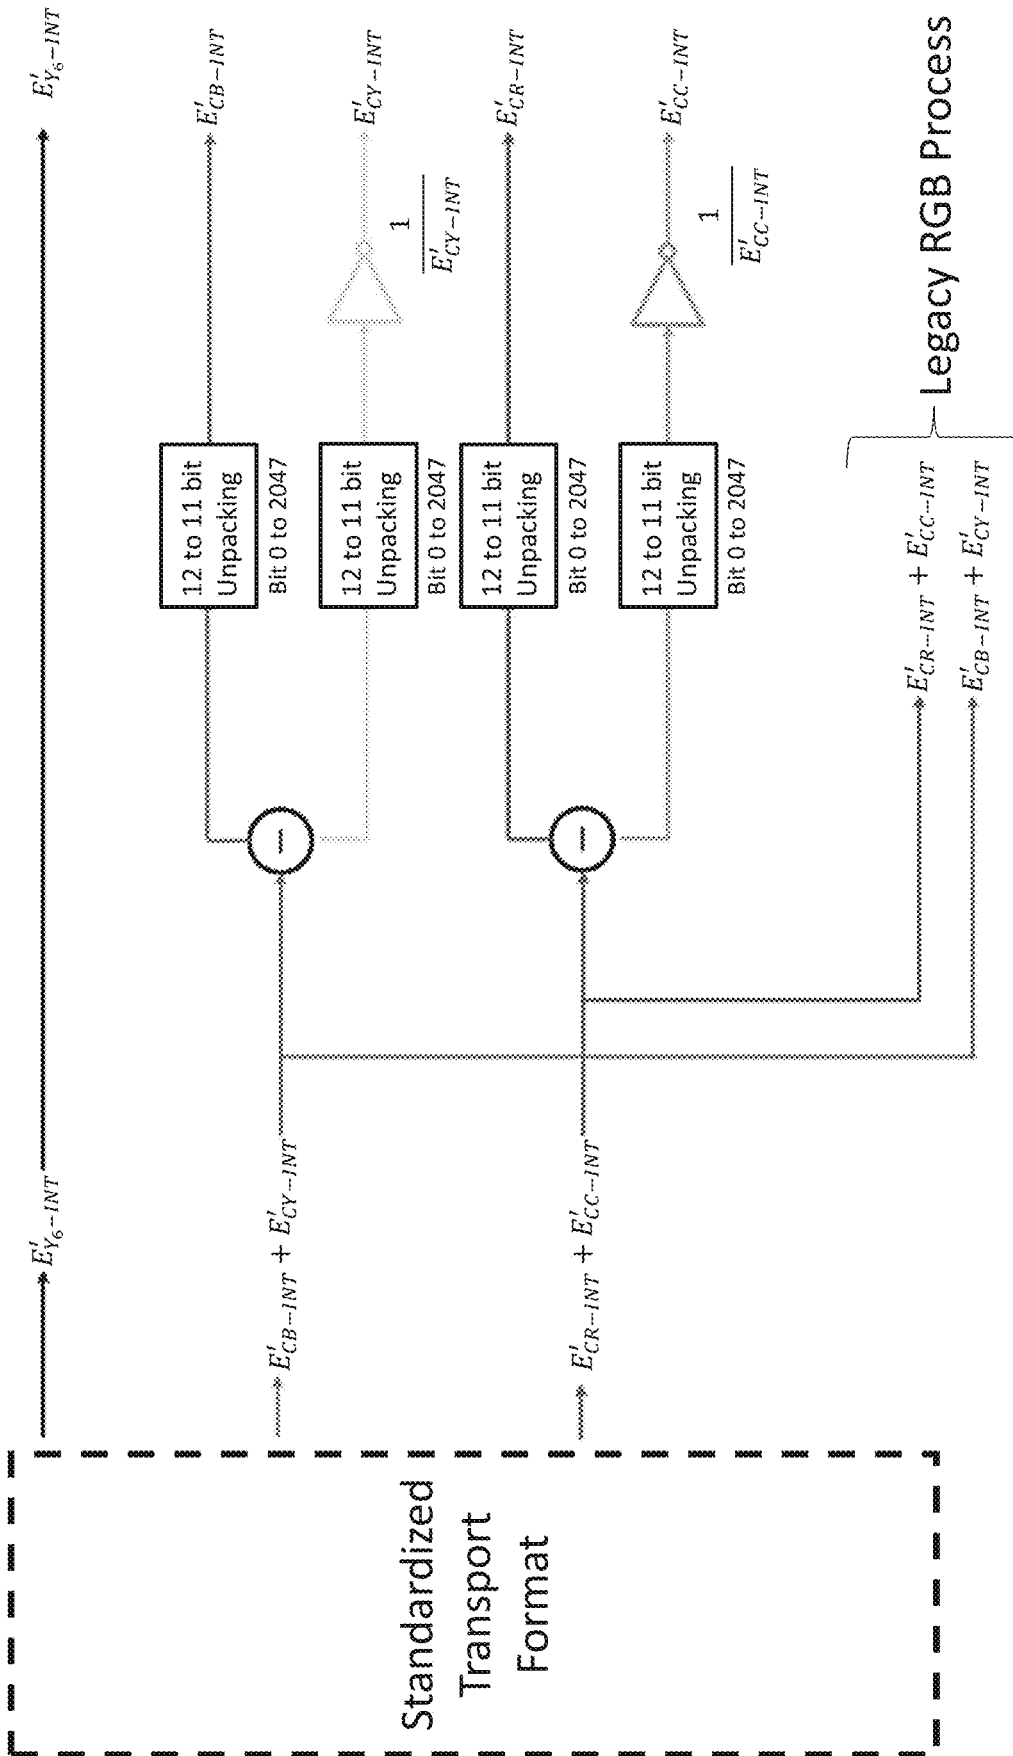 Standardized
Transport
Format
E'Y6-INT
E'CB-INT + E'CY-INT
E'CR-INT + E'CC-INT
−
−
12 to 11 bit
Unpacking
Bit 0 to 2047
12 to 11 bit
Unpacking
Bit 0 to 2047
12 to 11 bit
Unpacking
Bit 0 to 2047
12 to 11 bit
Unpacking
Bit 0 to 2047
1
E'CY-INT
1
E'CC-INT
E'Y6-INT
E'CB-INT
E'CY-INT
E'CR-INT
E'CC-INT
E'CR-INT + E'CC-INT
E'CB-INT + E'CY-INT
Legacy RGB Process